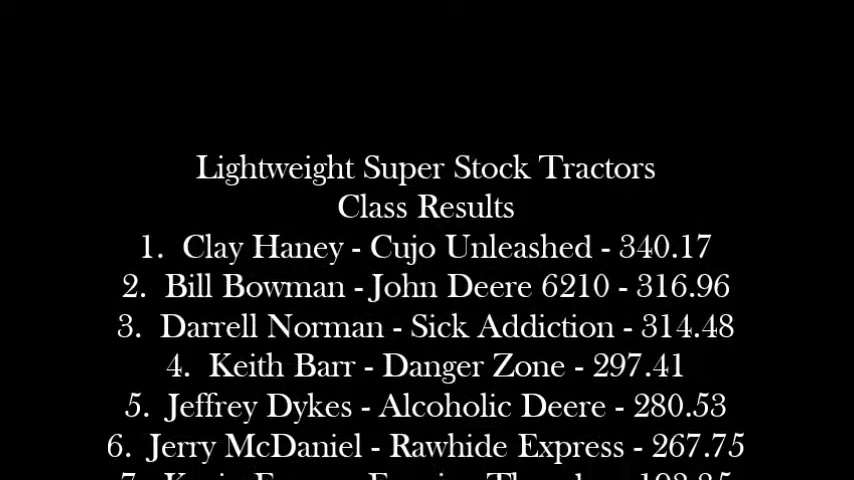 Lightweight Super Stock Tractors
Class Results
1. Clay Haney - Cujo Unleashed - 340.17
2. Bill Bowman - John Deere 6210 - 316.96
3. Darrell Norman - Sick Addiction - 314.48
4. Keith Barr - Danger Zone - 297.41
5. Jeffrey Dykes - Alcoholic Deere - 280.53
6. Jerry McDaniel - Rawhide Express - 267.75
7.